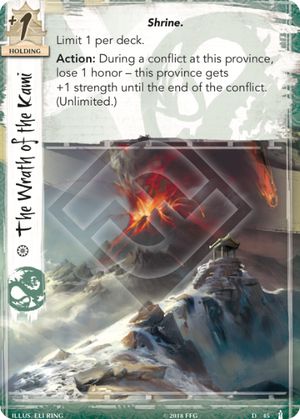 +1
HOLDING
Shrine.
Limit 1 per deck.
Action: During a conflict at this province,
lose 1 honor – this province gets
+1 strength until the end of the conflict.
(Unlimited.)
The Wrath of the Kami
ILLUS. ELI RING
©2018 FFG
D 45